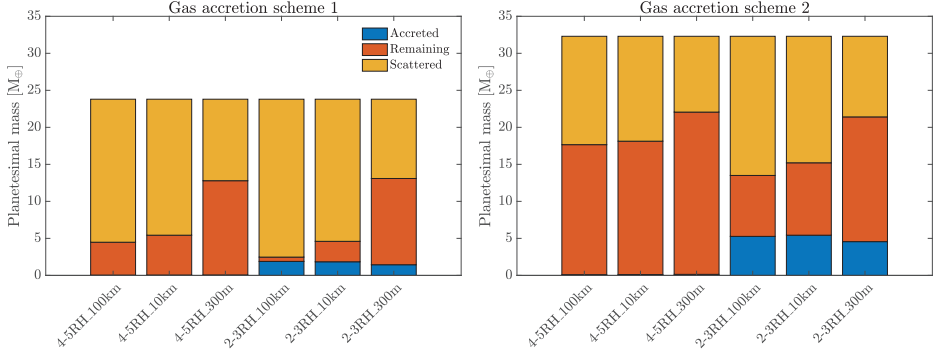 Gas accretion scheme 1
Planetesimal mass [M⊕]
35
30
25
20
15
10
5
0
Accreted
Remaining
Scattered
4-5RH_100km
4-5RH_10km
4-5RH_300m
2-3RH_100km
2-3RH_10km
2-3RH_300m
Gas accretion scheme 2
Planetesimal mass [M⊕]
35
30
25
20
15
10
5
0
4-5RH_100km
4-5RH_10km
4-5RH_300m
2-3RH_100km
2-3RH_10km
2-3RH_300m